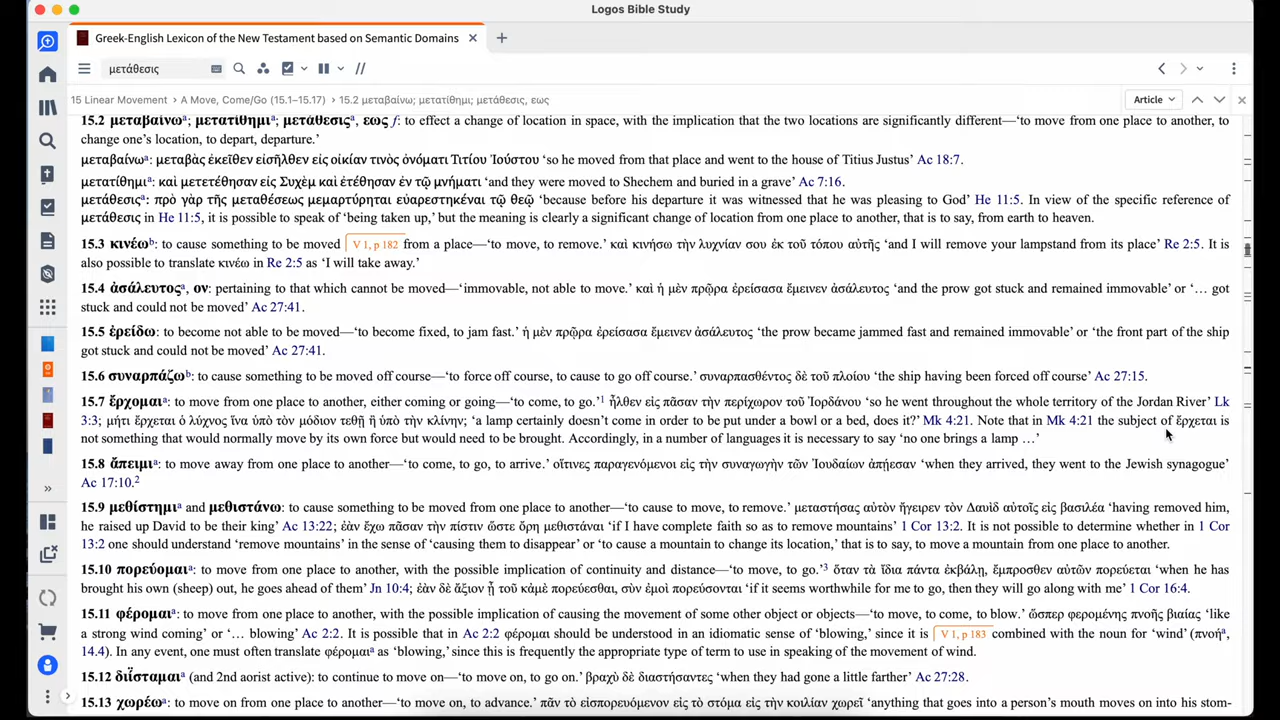 Logos Bible Study
Greek-English Lexicon of the New Testament based on Semantic Domains
μετάθεσις
15 Linear Movement > A Move, Come/Go (15.1–15.17) > 15.2 μεταβαίνω; μετατίθημι; μετάθεσις, εως
Article
15.2 μεταβαίνωᵃ; μετατίθημιᵃ; μετάθεσιςᵃ, εως f: to effect a change of location in space, with the implication that the two locations are significantly different—‘to move from one place to another, to
change one’s location, to depart, departure.’
μεταβαίνωᵃ: μεταβὰς ἐκεῖθεν εἰσῆλθεν εἰς οἰκίαν τινὸς ὀνόματι Τιτίου Ἰούστου ‘so he moved from that place and went to the house of Titius Justus’ Ac 18:7.
μετατίθημιᵃ: καὶ μετετέθησαν εἰς Συχὲμ καὶ ἐτέθησαν ἐν τῷ μνήματι ‘and they were moved to Shechem and buried in a grave’ Ac 7:16.
μετάθεσιςᵃ: πρὸ γὰρ τῆς μεταθέσεως μεμαρτύρηται εὐαρεστηκέναι τῷ θεῷ ‘because before his departure it was witnessed that he was pleasing to God’ He 11:5. In view of the specific reference of
μετάθεσις in He 11:5, it is possible to speak of ‘being taken up,’ but the meaning is clearly a significant change of location from one place to another, that is to say, from earth to heaven.
15.3 κινέωᵇ: to cause something to be moved V 1, p 182 from a place—‘to move, to remove.’ καὶ κινήσω τὴν λυχνίαν σου ἐκ τοῦ τόπου αὐτῆς ‘and I will remove your lampstand from its place’ Re 2:5. It is
also possible to translate κινέω in Re 2:5 as ‘I will take away.’
15.4 ἀσάλευτοςᵃ, ον: pertaining to that which cannot be moved—‘immovable, not able to move.’ καὶ ἡ μὲν πρῷρα ἐρείσασα ἔμεινεν ἀσάλευτος ‘and the prow got stuck and remained immovable’ or ‘… got
stuck and could not be moved’ Ac 27:41.
15.5 ἐρείδω: to become not able to be moved—‘to become fixed, to jam fast.’ ἡ μὲν πρῷρα ἐρείσασα ἔμεινεν ἀσάλευτος ‘the prow became jammed fast and remained immovable’ or ‘the front part of the ship
got stuck and could not be moved’ Ac 27:41.
15.6 συναρπάζωᵇ: to cause something to be moved off course—‘to force off course, to cause to go off course.’ συναρπασθέντος δὲ τοῦ πλοίου ‘the ship having been forced off course’ Ac 27:15.
15.7 ἔρχομαιᵃ: to move from one place to another, either coming or going—‘to come, to go.’¹ ἦλθεν εἰς πᾶσαν τὴν περίχωρον τοῦ Ἰορδάνου ‘so he went throughout the whole territory of the Jordan River’ Lk
3:3; μήτι ἔρχεται ὁ λύχνος ἵνα ὑπὸ τὸν μόδιον τεθῇ ἢ ὑπὸ τὴν κλίνην; ‘a lamp certainly doesn’t come in order to be put under a bowl or a bed, does it?’ Mk 4:21. Note that in Mk 4:21 the subject of ἔρχεται is
not something that would normally move by its own force but would need to be brought. Accordingly, in a number of languages it is necessary to say ‘no one brings a lamp …’
15.8 ἄπειμιᵃ: to move away from one place to another—‘to come, to go, to arrive.’ οἵτινες παραγενόμενοι εἰς τὴν συναγωγὴν τῶν Ἰουδαίων ἀπῄεσαν ‘when they arrived, they went to the Jewish synagogue’
Ac 17:10.²
15.9 μεθίστημιᵃ and μεθιστάνω: to cause something to be moved from one place to another—‘to cause to move, to remove.’ μεταστήσας αὐτὸν ἤγειρεν τὸν Δαυὶδ αὐτοῖς εἰς βασιλέα ‘having removed him,
he raised up David to be their king’ Ac 13:22; ἐὰν ἔχω πᾶσαν τὴν πίστιν ὥστε ὄρη μεθιστάναι ‘if I have complete faith so as to remove mountains’ 1 Cor 13:2. It is not possible to determine whether in 1 Cor
13:2 one should understand ‘remove mountains’ in the sense of ‘causing them to disappear’ or ‘to cause a mountain to change its location,’ that is to say, to move a mountain from one place to another.
15.10 πορεύομαιᵃ: to move from one place to another, with the possible implication of continuity and distance—‘to move, to go.’³ ὅταν τὰ ἴδια πάντα ἐκβάλῃ, ἔμπροσθεν αὐτῶν πορεύεται ‘when he has
brought his own (sheep) out, he goes ahead of them’ Jn 10:4; ἐὰν δὲ ἄξιον ᾖ τοῦ κἀμὲ πορεύεσθαι, σὺν ἐμοὶ πορεύσονται ‘if it seems worthwhile for me to go, then they will go along with me’ 1 Cor 16:4.
15.11 φέρομαιᵃ: to move from one place to another, with the possible implication of causing the movement of some other object or objects—‘to move, to come, to blow.’ ὥσπερ φερομένης πνοῆς βιαίας ‘like
a strong wind coming’ or ‘… blowing’ Ac 2:2. It is possible that in Ac 2:2 φέρομαι should be understood in an idiomatic sense of ‘blowing,’ since it is V 1, p 183 combined with the noun for ‘wind’ (πνοήᵃ,
14.4). In any event, one must often translate φέρομαιᵃ as ‘blowing,’ since this is frequently the appropriate type of term to use in speaking of the movement of wind.
15.12 διΐσταμαιᵃ (and 2nd aorist active): to continue to move on—‘to move on, to go on.’ βραχὺ δὲ διαστήσαντες ‘when they had gone a little farther’ Ac 27:28.
15.13 χωρέωᵃ: to move on from one place to another—‘to move on, to advance.’ πᾶν τὸ εἰσπορευόμενον εἰς τὸ στόμα εἰς τὴν κοιλίαν χωρεῖ ‘anything that goes into a person’s mouth moves on into his stom-